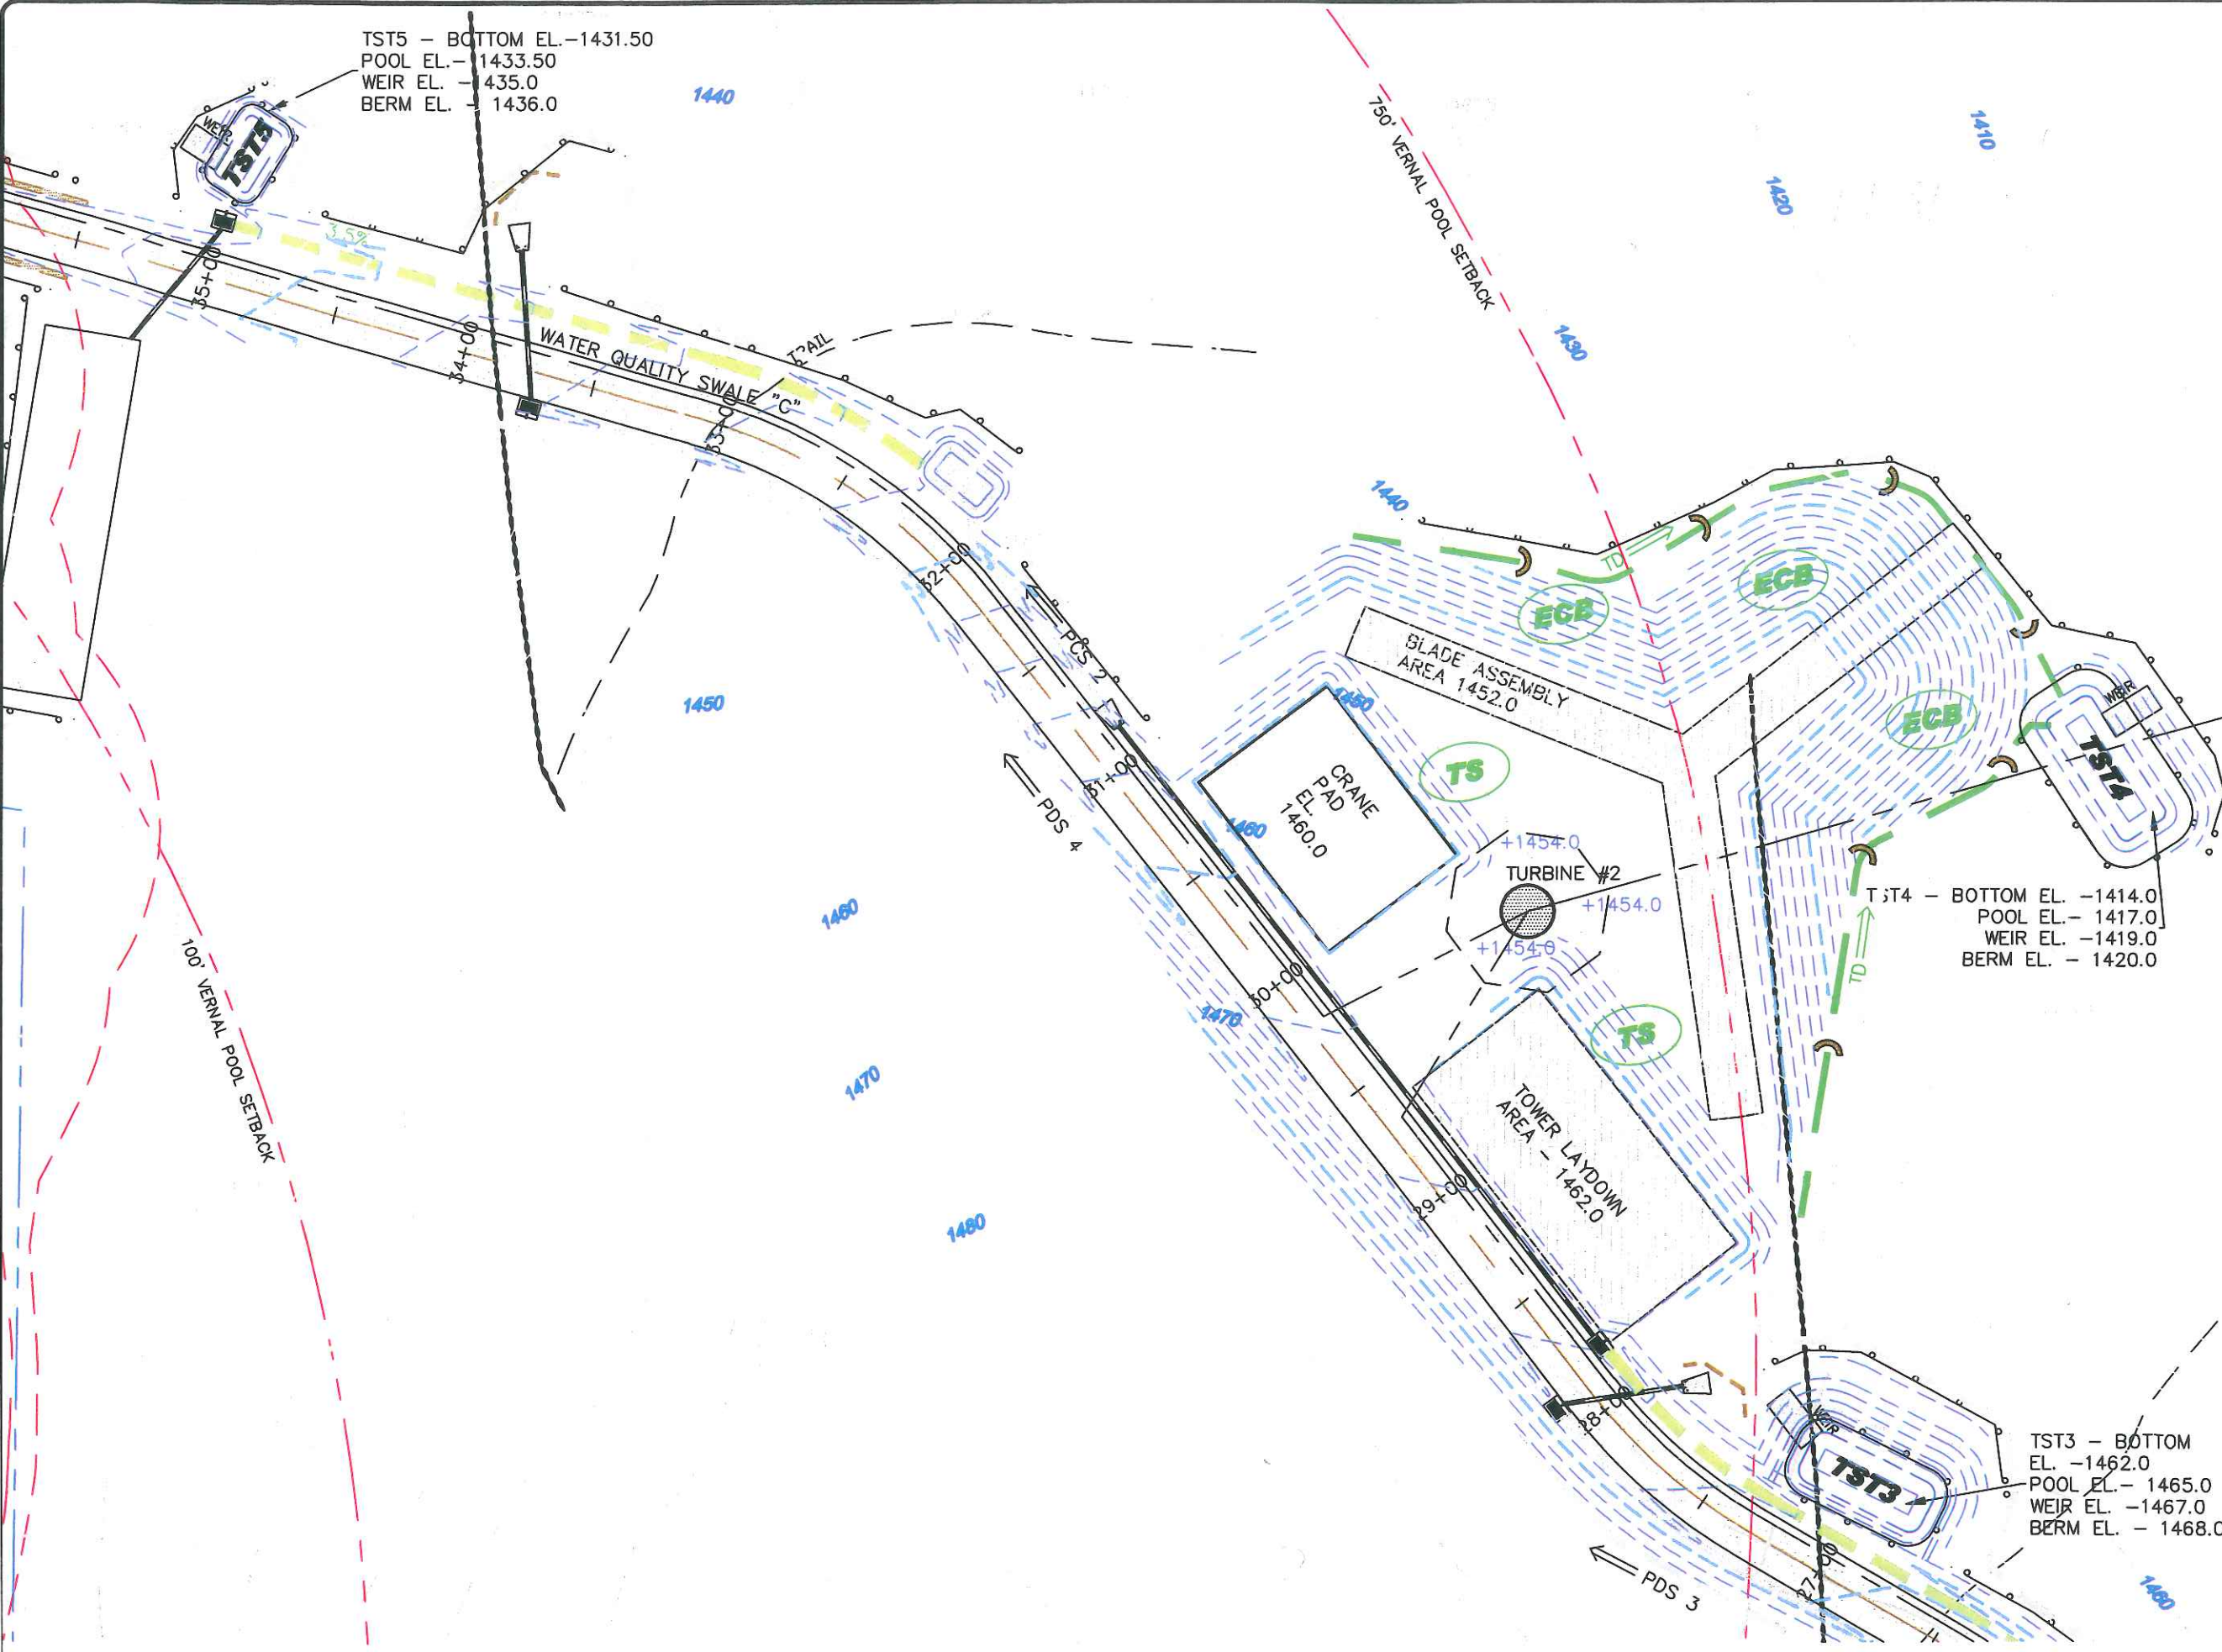 TST5 - BOTTOM EL.-1431.50
POOL EL.- 1433.50
WEIR EL. - 435.0
BERM EL. - 1436.0
1440
WEIR
TST5
750' VERNAL POOL SETBACK
1410
1420
1430
3.5%
35+00
34+00
WATER QUALITY SWALE "C"
TRAIL
33+00
1440
TD
ECB
ECB
32+00
PCS 2
BLADE ASSEMBLY
AREA 1452.0
1450
1450
ECB
WEIR
TST4
31+00
PDS 4
CRANE
PAD
EL.
1460.0
TS
1460
+1454.0
TURBINE #2
+1454.0
+1454.0
1460
TST4 - BOTTOM EL. -1414.0
POOL EL.- 1417.0
WEIR EL. -1419.0
BERM EL. - 1420.0
TD
100' VERNAL POOL SETBACK
30+00
1470
TS
1470
TOWER LAYDOWN
AREA - 1462.0
29+00
1480
28+00
WEIR
TST3
TST3 - BOTTOM
EL. -1462.0
POOL EL.- 1465.0
WEIR EL. -1467.0
BERM EL. - 1468.0
PDS 3
27+00
1460